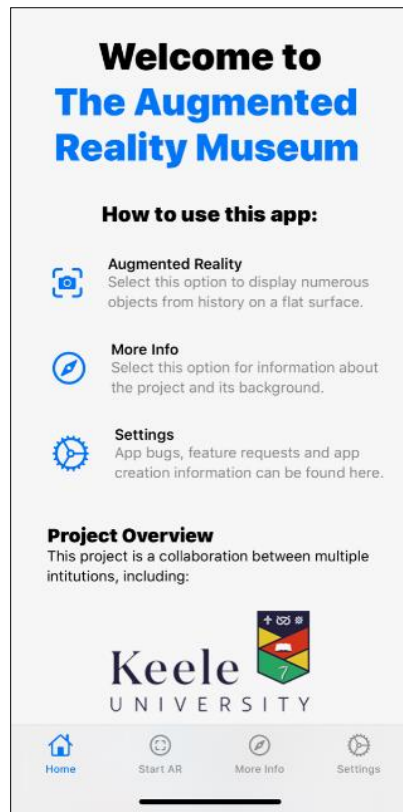 Welcome to
The Augmented
Reality Museum
How to use this app:
Augmented Reality
Select this option to display numerous
objects from history on a flat surface.
More Info
Select this option for information about
the project and its background.
Settings
App bugs, feature requests and app
creation information can be found here.
Project Overview
This project is a collaboration between multiple
intitutions, including:
Keele
UNIVERSITY
Home Start AR More Info Settings